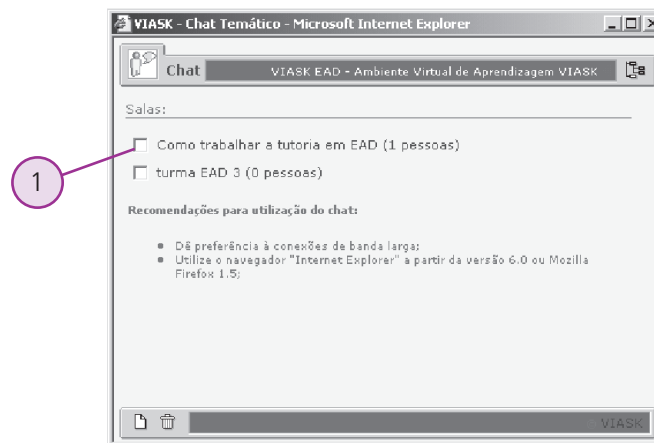 VIASK - Chat Temático - Microsoft Internet Explorer
Chat
VIASK EAD - Ambiente Virtual de Aprendizagem VIASK
Salas:
Como trabalhar a tutoria em EAD (1 pessoas)
1
turma EAD 3 (0 pessoas)
Recomendações para utilização do chat:
Dê preferência à conexões de banda larga;
Utilize o navegador "Internet Explorer" a partir da versão 6.0 ou Mozilla
Firefox 1.5;
VIASK